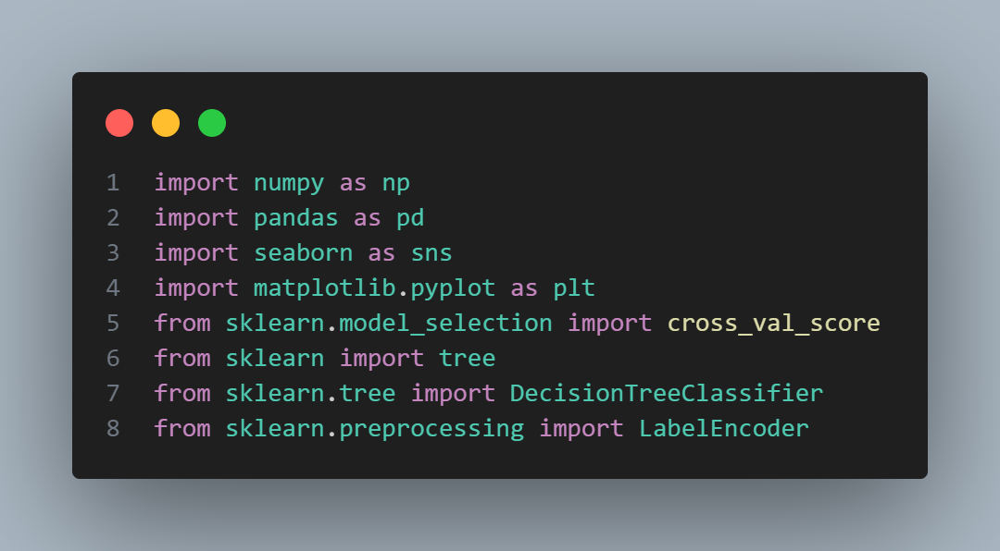 1 import numpy as np
2 import pandas as pd
3 import seaborn as sns
4 import matplotlib.pyplot as plt
5 from sklearn.model_selection import cross_val_score
6 from sklearn import tree
7 from sklearn.tree import DecisionTreeClassifier
8 from sklearn.preprocessing import LabelEncoder